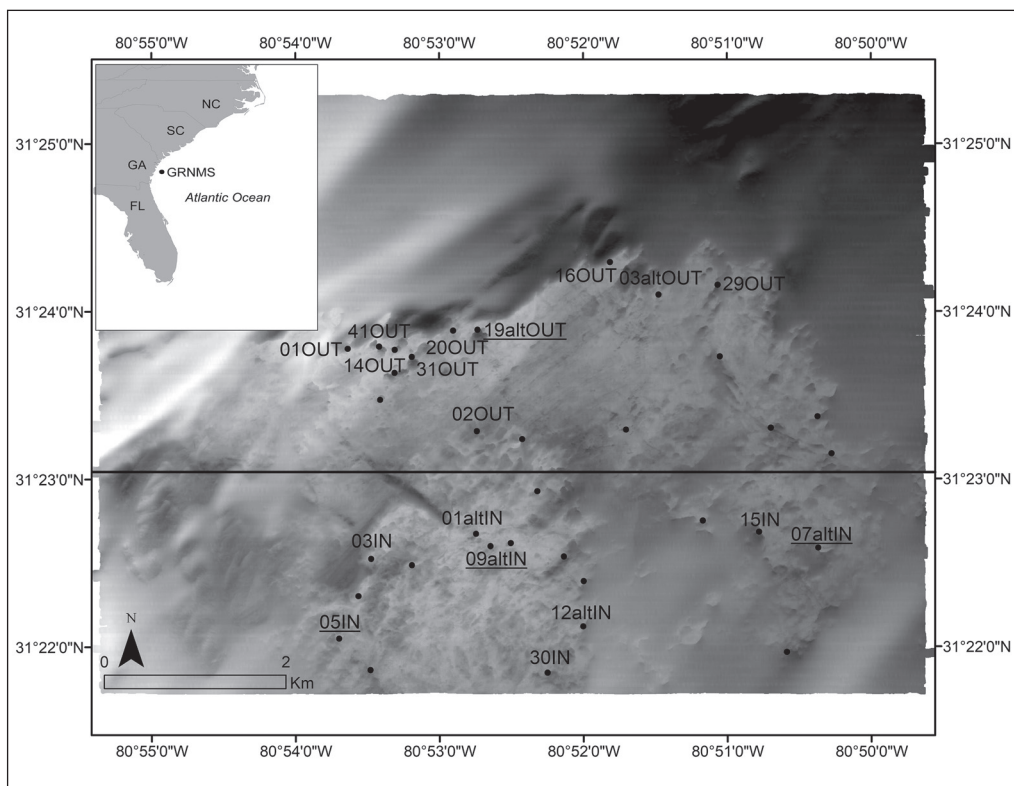 80°55'0"W 80°54'0"W 80°53'0"W 80°52'0"W 80°51'0"W 80°50'0"W
NC
SC
GA
GRNMS
Atlantic Ocean
FL
31°25'0"N 31°25'0"N
16OUT 03altOUT 29OUT
31°24'0"N 31°24'0"N
41OUT 19altOUT
01OUT 20OUT
14OUT 31OUT
02OUT
31°23'0"N 31°23'0"N
01altIN 15IN 07altIN
03IN 09altIN
12altIN
05IN
N
31°22'0"N 31°22'0"N
30IN
0 2
Km
80°55'0"W 80°54'0"W 80°53'0"W 80°52'0"W 80°51'0"W 80°50'0"W